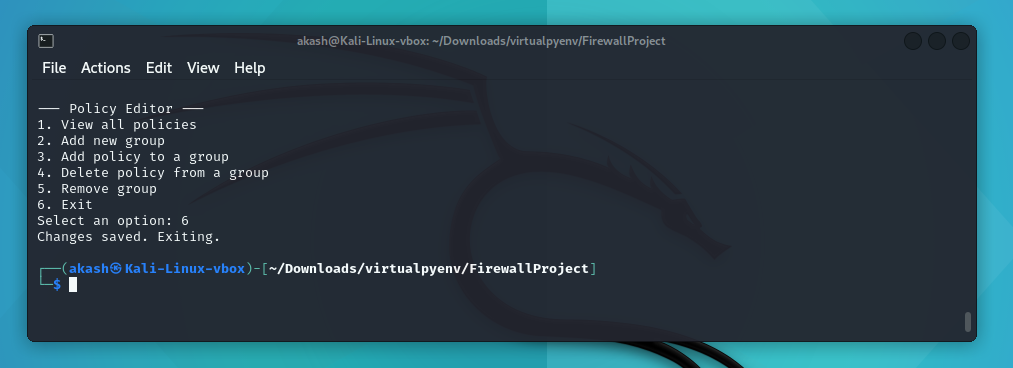 akash@Kali-Linux-vbox: ~/Downloads/virtualpyenv/FirewallProject
File Actions Edit View Help
--- Policy Editor ---
1. View all policies
2. Add new group
3. Add policy to a group
4. Delete policy from a group
5. Remove group
6. Exit
Select an option: 6
Changes saved. Exiting.
┌──(akash㉿Kali-Linux-vbox)-[~/Downloads/virtualpyenv/FirewallProject]
└─$